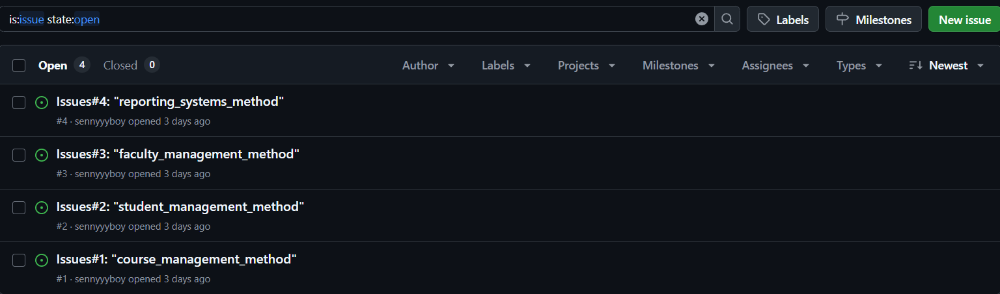 is:issue state:open
Labels
Milestones
New issue
Open 4 Closed 0 Author Labels Projects Milestones Assignees Types Newest
Issues#4: "reporting_systems_method"
#4 · sennyyyboy opened 3 days ago
Issues#3: "faculty_management_method"
#3 · sennyyyboy opened 3 days ago
Issues#2: "student_management_method"
#2 · sennyyyboy opened 3 days ago
Issues#1: "course_management_method"
#1 · sennyyyboy opened 3 days ago